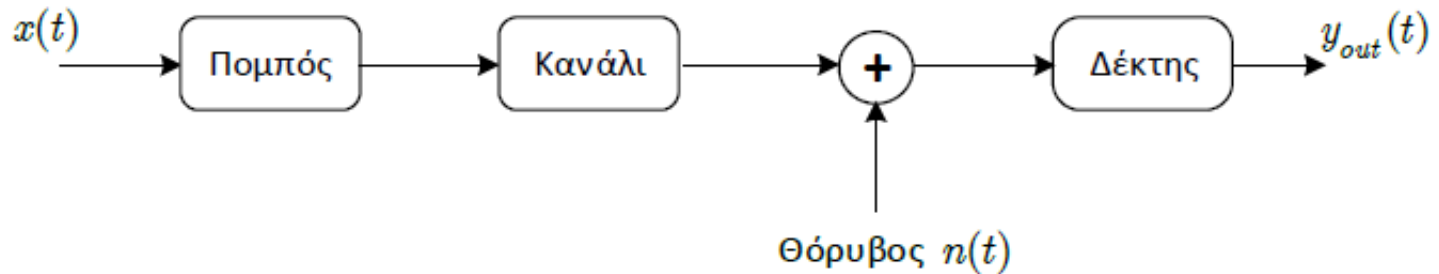 x(t)
Πομπός
Κανάλι
+
Δέκτης
y_out(t)
Θόρυβος n(t)